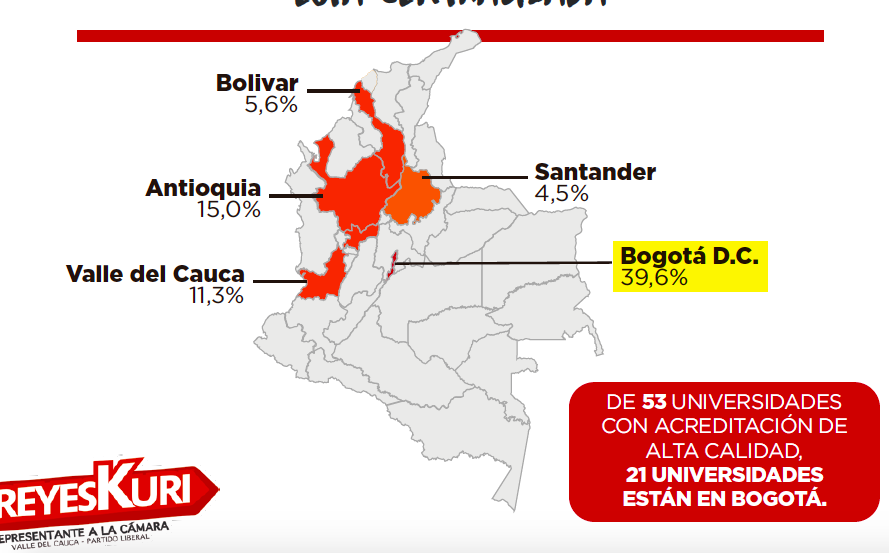 Bolivar
5,6%
Santander
4,5%
Antioquia
15,0%
Bogotá D.C.
39,6%
Valle del Cauca
11,3%
DE 53 UNIVERSIDADES
CON ACREDITACIÓN DE
ALTA CALIDAD,
21 UNIVERSIDADES
ESTÁN EN BOGOTÁ.
REYESKURI
EPRESENTANTE A LA CÁMARA
VALLE DEL CAUCA - PARTIDO LIBERAL